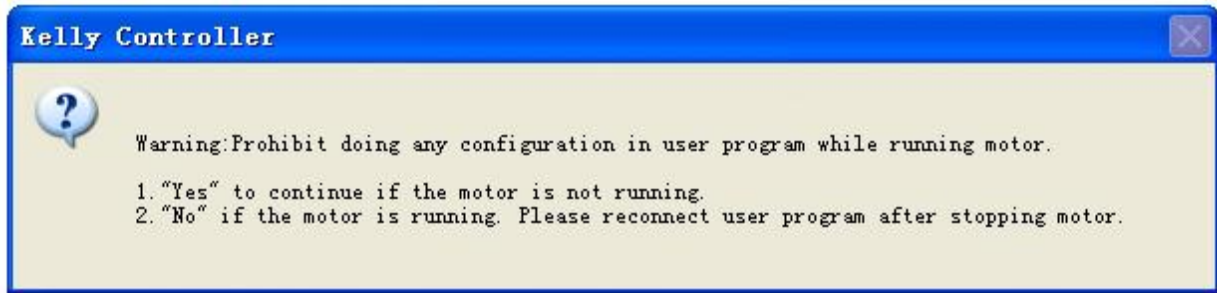 Kelly Controller
Warning:Prohibit doing any configuration in user program while running motor.
1."Yes" to continue if the motor is not running.
2."No" if the motor is running. Please reconnect user program after stopping motor.